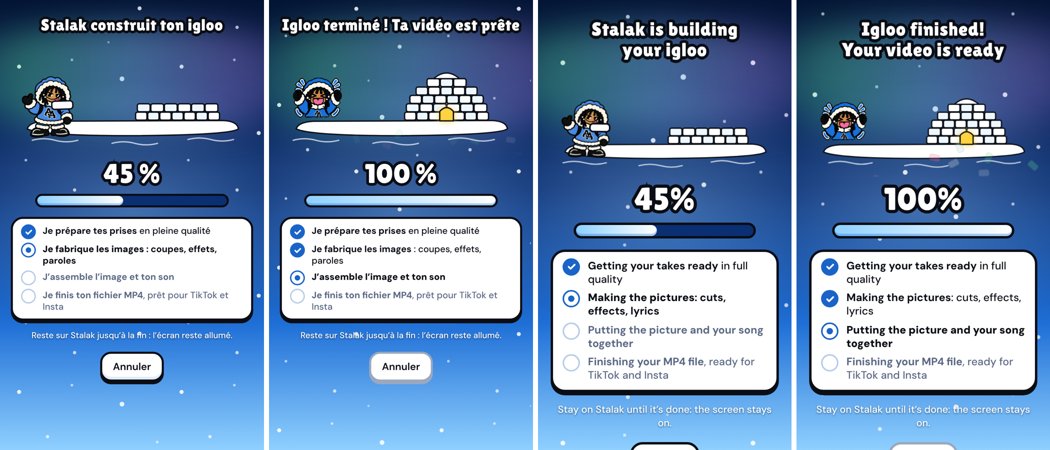 Stalak construit ton igloo
45 %
Je prépare tes prises en pleine qualité
Je fabrique les images : coupes, effets,
paroles
J'assemble l'image et ton son
Je finis ton fichier MP4, prêt pour TikTok et
Insta
Reste sur Stalak jusqu'à la fin : l'écran reste allumé.
Annuler
Igloo terminé ! Ta vidéo est prête
100 %
Je prépare tes prises en pleine qualité
Je fabrique les images : coupes, effets,
paroles
J'assemble l'image et ton son
Je finis ton fichier MP4, prêt pour TikTok et
Insta
Reste sur Stalak jusqu'à la fin : l'écran reste allumé.
Annuler
Stalak is building
your igloo
45%
Getting your takes ready in full
quality
Making the pictures: cuts,
effects, lyrics
Putting the picture and your song
together
Finishing your MP4 file, ready for
TikTok and Insta
Stay on Stalak until it's done: the screen stays
on.
Igloo finished!
Your video is ready
100%
Getting your takes ready in full
quality
Making the pictures: cuts, effects,
lyrics
Putting the picture and your song
together
Finishing your MP4 file, ready for
TikTok and Insta
Stay on Stalak until it's done: the screen stays
on.